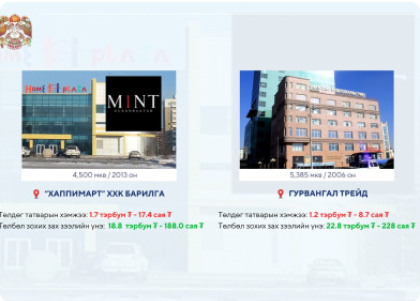 HOME plaza
MINT
4,500 мкв / 2013 он
"ХАППИМАРТ" ХХК БАРИЛГА
Төлдөг татварын хэмжээ: 1.7 тэрбум ₮ - 17.4 сая ₮
Төлбөл зохих зах зээлийн үнэ: 18.8 тэрбум ₮ - 188.0 сая ₮
5,385 мкв / 2006 он
ГУРВАНГАЛ ТРЕЙД
Төлдөг татварын хэмжээ: 1.2 тэрбум ₮ - 8.7 сая ₮
Төлбөл зохих зах зээлийн үнэ: 22.8 тэрбум ₮ - 228 сая ₮